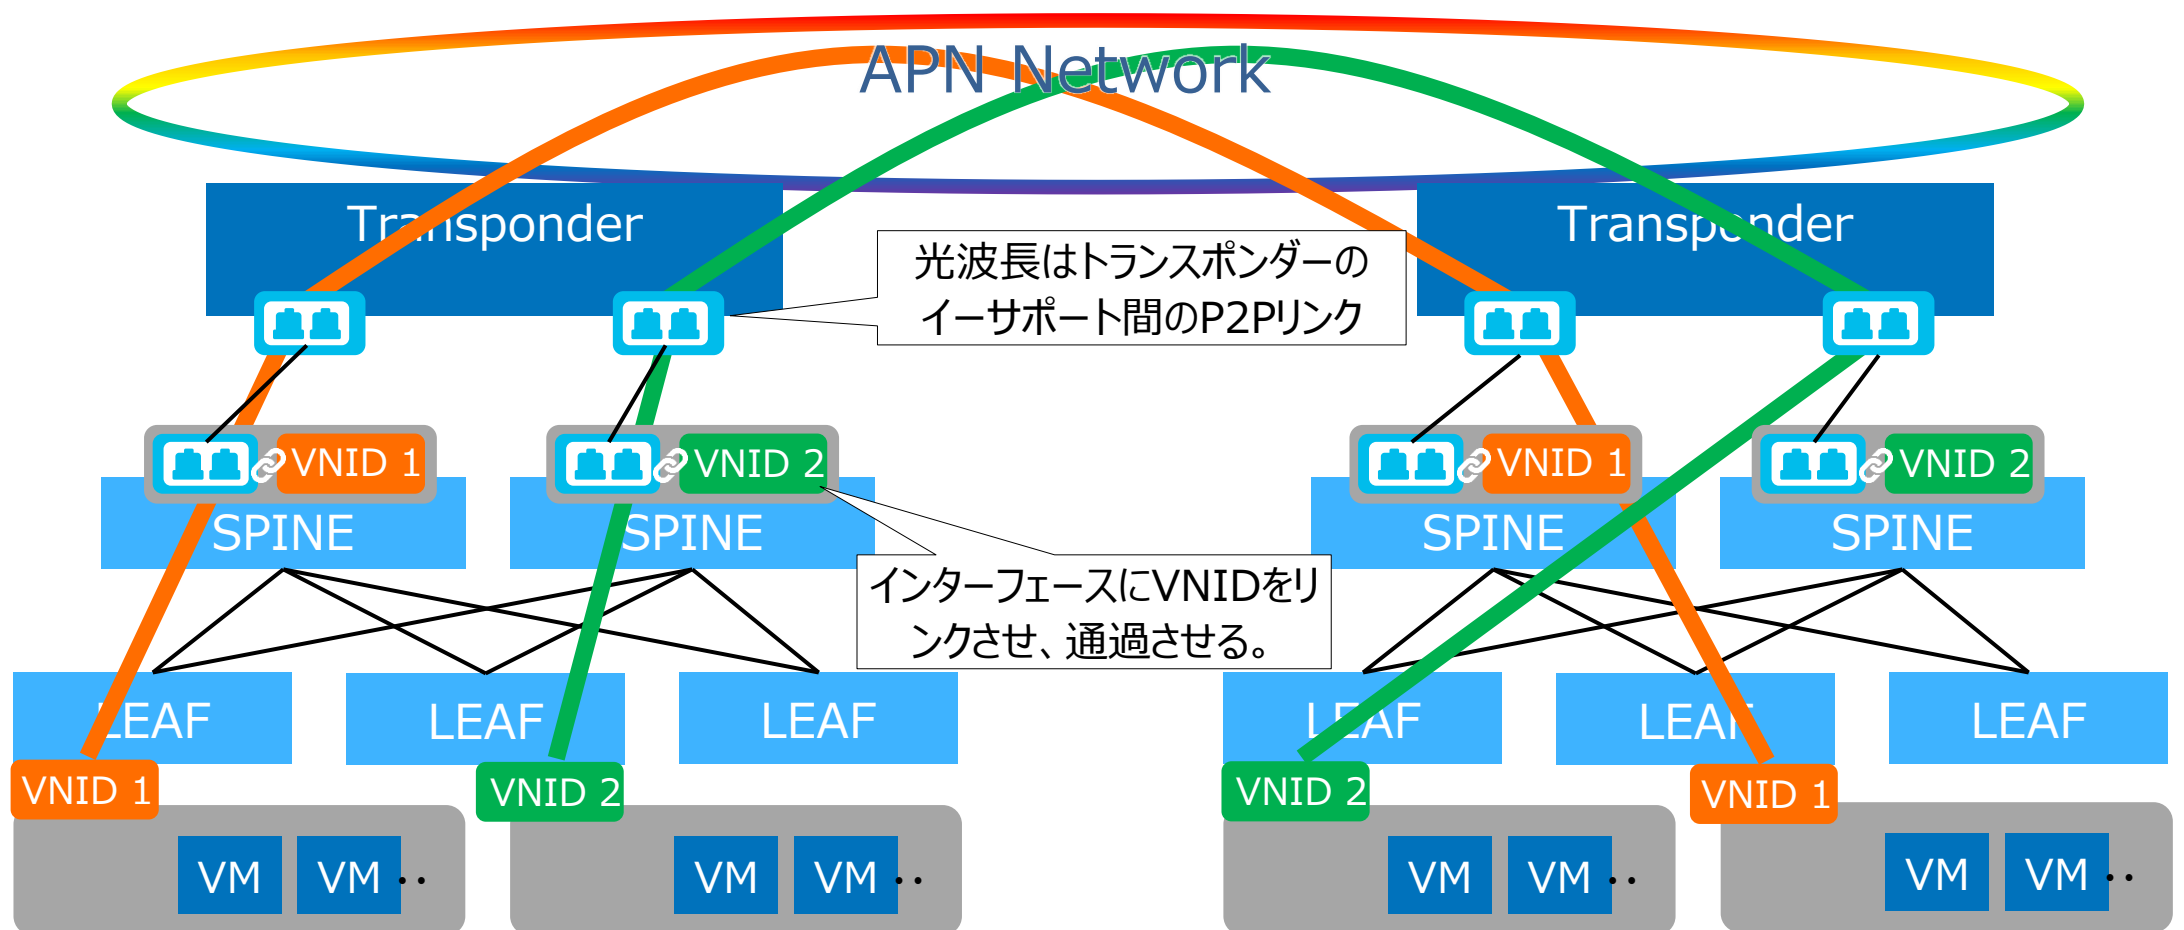 APN Network
Transponder
Transponder
光波長はトランスポンダーの
イーサポート間のP2Pリンク
VNID 1
VNID 2
VNID 1
VNID 2
SPINE
SPINE
SPINE
SPINE
インターフェースにVNIDをリ
ンクさせ、通過させる。
LEAF
LEAF
LEAF
LEAF
LEAF
LEAF
VNID 1
VNID 2
VNID 2
VNID 1
VM
VM
・・
VM
VM
・・
VM
VM
・・
VM
VM
・・